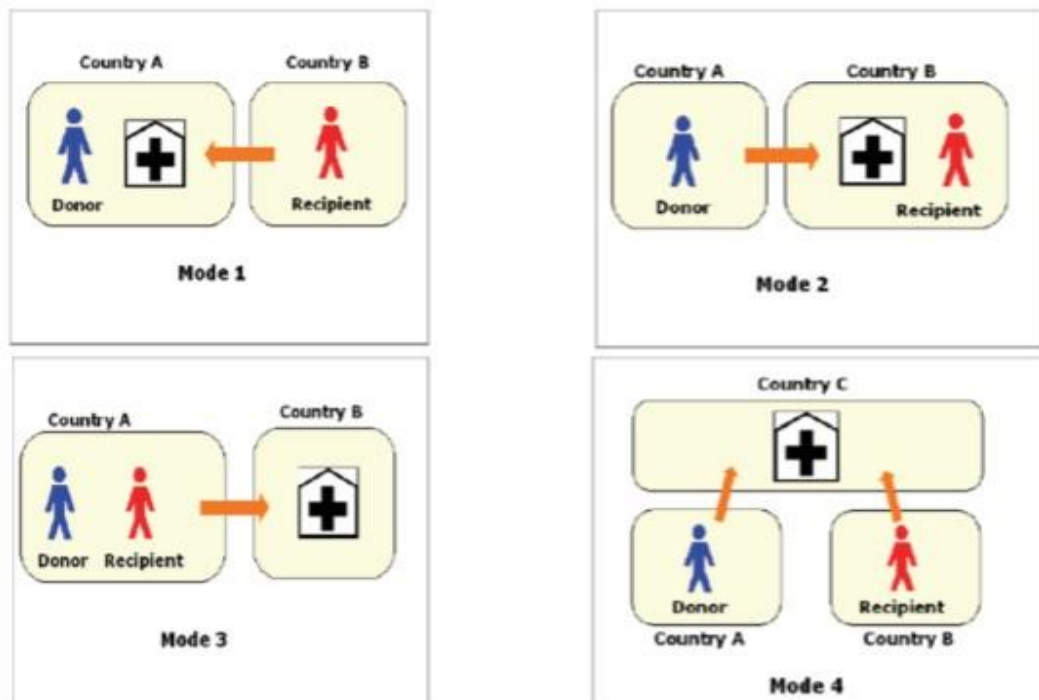 Country A
Country B
Donor
Recipient
Mode 1
Country A
Country B
Donor
Recipient
Mode 2
Country A
Country B
Donor
Recipient
Mode 3
Country C
Donor
Recipient
Country A
Country B
Mode 4